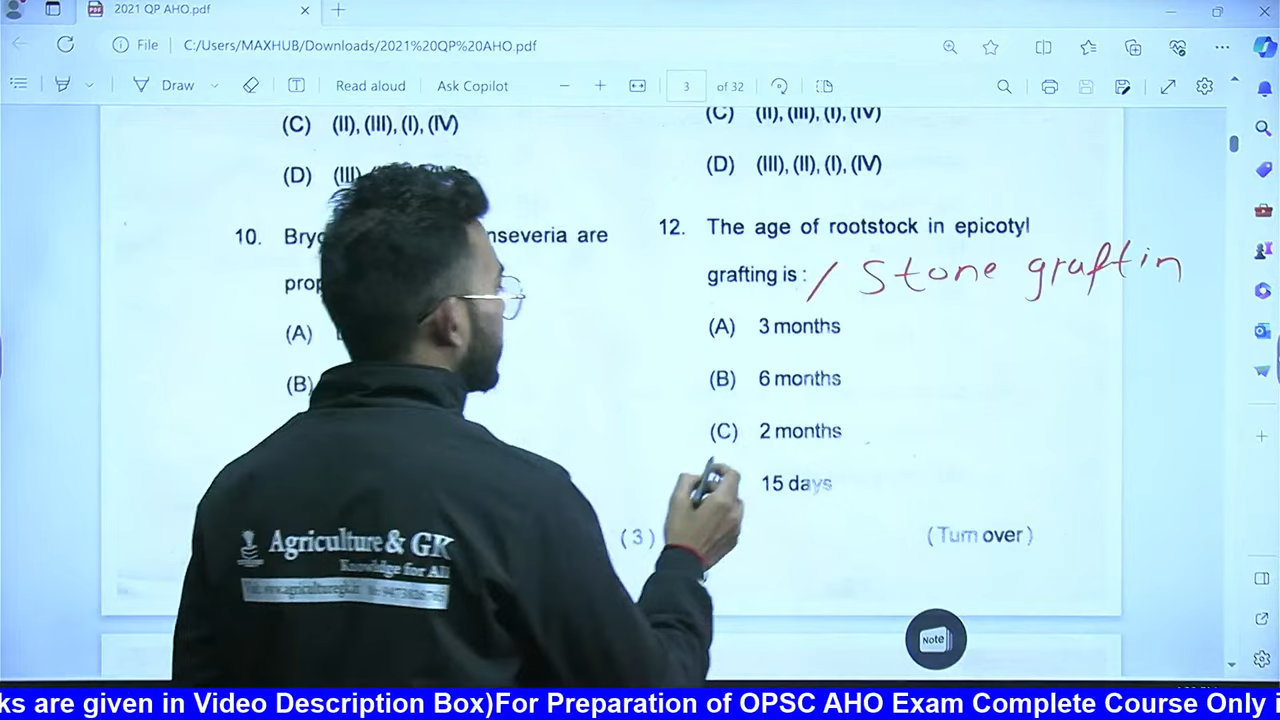 2021 QP AHO.pdf
File C:/Users/MAXHUB/Downloads/2021%20QP%20AHO.pdf
Draw Read aloud Ask Copilot 3 of 32
(C) (II), (III), (I), (IV)
(D) (III)
10. are
(A)
(B)
(C) (II), (III), (I), (IV)
(D) (III), (II), (I), (IV)
12. The age of rootstock in epicotyl
grafting is : / Stone graftin
(A) 3 months
(B) 6 months
(C) 2 months
15 days
(3) (Turn over)
Agriculture & GK
Knowledge for All
Note
ks are given in Video Description Box)For Preparation of OPSC AHO Exam Complete Course Only